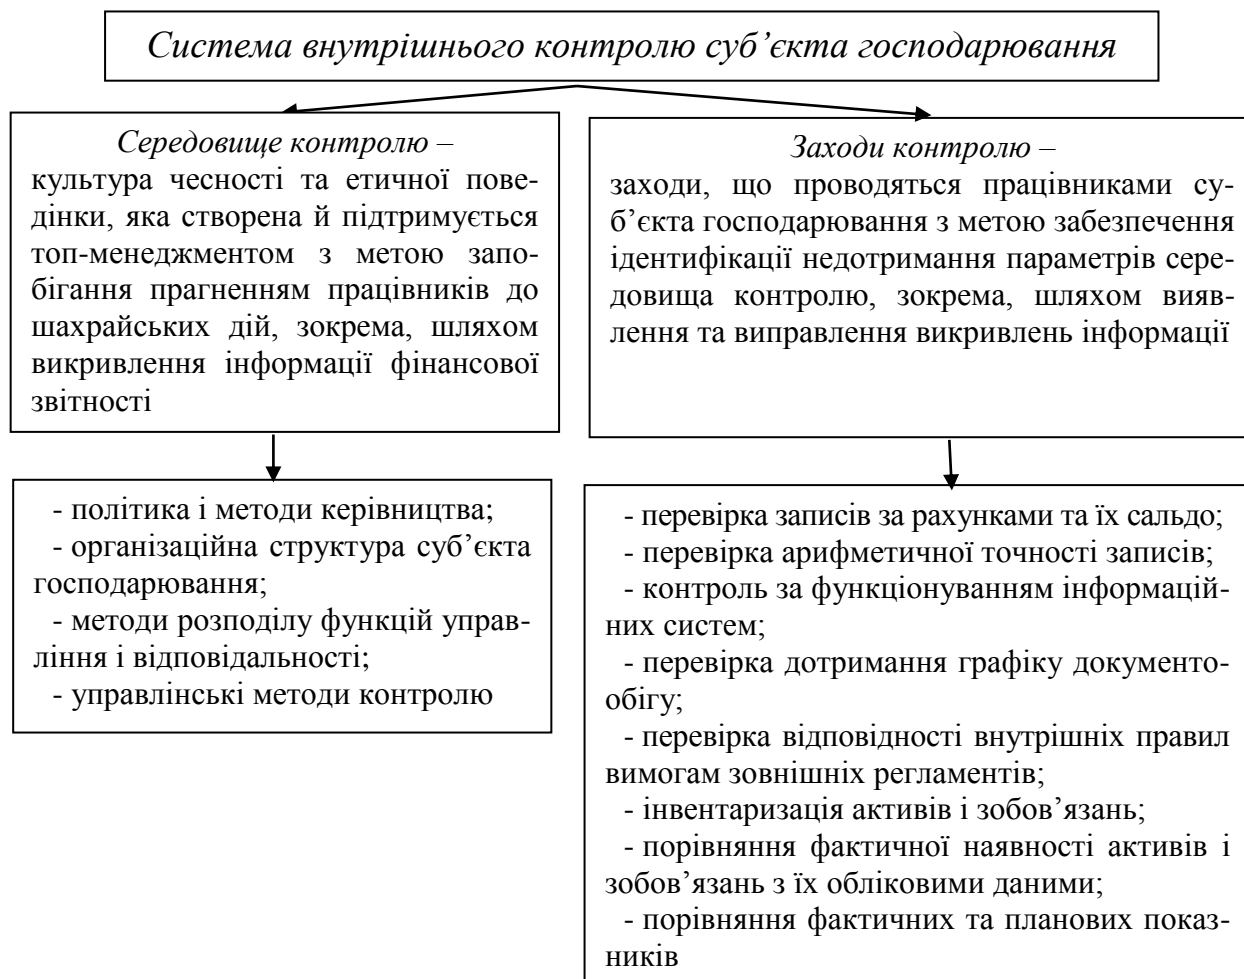 Система внутрішнього контролю суб’єкта господарювання
Середовище контролю –
культура чесності та етичної пове-
дінки, яка створена й підтримується
топ-менеджментом з метою запо-
бігання прагненням працівників до
шахрайських дій, зокрема, шляхом
викривлення інформації фінансової
звітності
Заходи контролю –
заходи, що проводяться працівниками су-
б’єкта господарювання з метою забезпечення
ідентифікації недотримання параметрів сере-
довища контролю, зокрема, шляхом вияв-
лення та виправлення викривлень інформації
- політика і методи керівництва;
- організаційна структура суб’єкта
господарювання;
- методи розподілу функцій управ-
ління і відповідальності;
- управлінські методи контролю
- перевірка записів за рахунками та їх сальдо;
- перевірка арифметичної точності записів;
- контроль за функціонуванням інформацій-
них систем;
- перевірка дотримання графіку документо-
обігу;
- перевірка відповідності внутрішніх правил
вимогам зовнішніх регламентів;
- інвентаризація активів і зобов’язань;
- порівняння фактичної наявності активів і
зобов’язань з їх обліковими даними;
- порівняння фактичних та планових показ-
ників